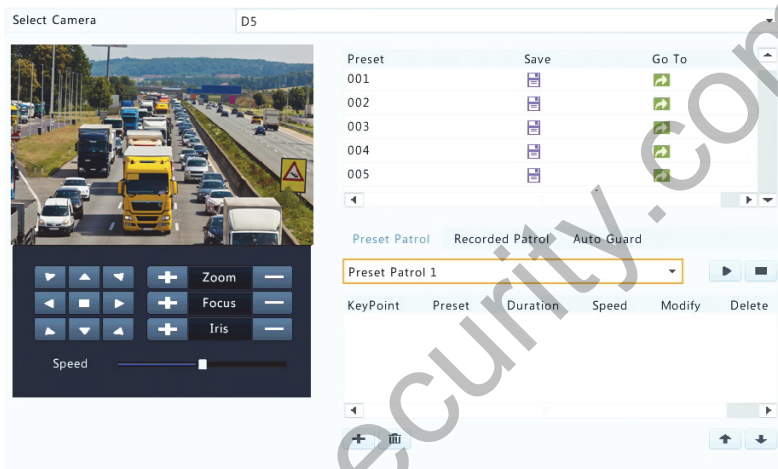 Select Camera D5
Preset Save Go To
001
002
003
004
005
Preset Patrol Recorded Patrol Auto Guard
Preset Patrol 1
KeyPoint Preset Duration Speed Modify Delete
Zoom
Focus
Iris
Speed
ecurity.com